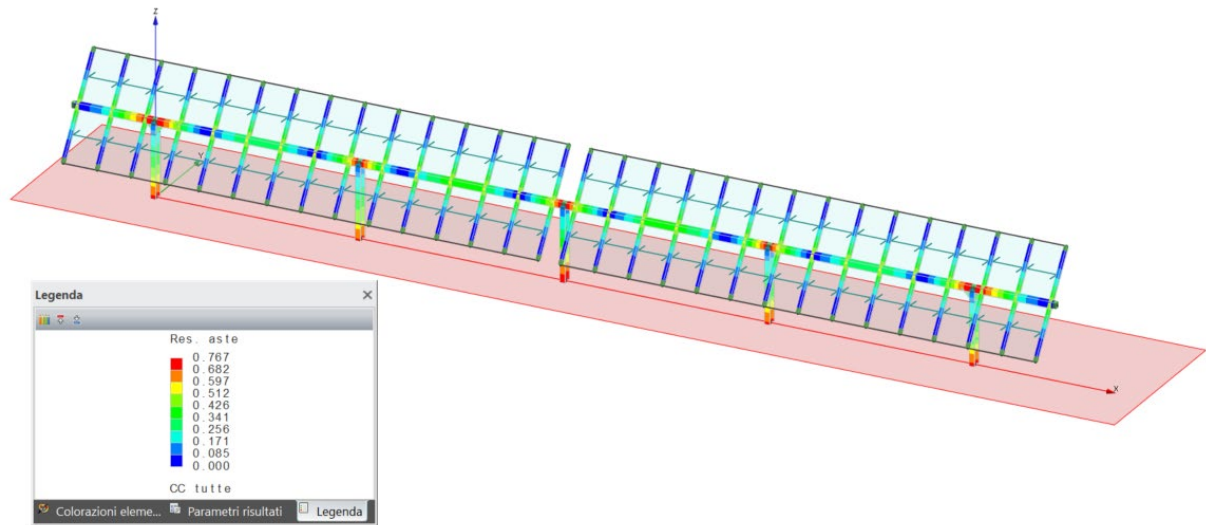 z
Y
x
Legenda
Res. aste
0.767
0.682
0.597
0.512
0.426
0.341
0.256
0.171
0.085
0.000
CC tutte
Colorazioni eleme... Parametri risultati Legenda